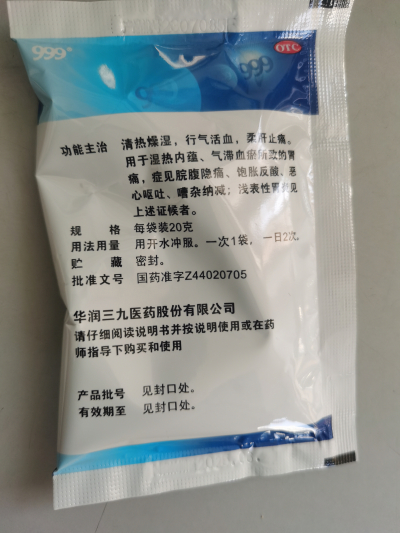 999®
999
OTC
功能主治 清热燥湿，行气活血，柔肝止痛。
用于湿热内蕴、气滞血瘀所致的胃
痛，症见脘腹隐痛、饱胀反酸、恶
心呕吐、嘈杂纳减；浅表性胃炎见
上述证候者。
规 格 每袋装20克
用法用量 用开水冲服。一次1袋，一日2次。
贮 藏 密封。
批准文号 国药准字Z44020705
华润三九医药股份有限公司
请仔细阅读说明书并按说明使用或在药
师指导下购买和使用
产品批号 见封口处。
有效期至 见封口处。